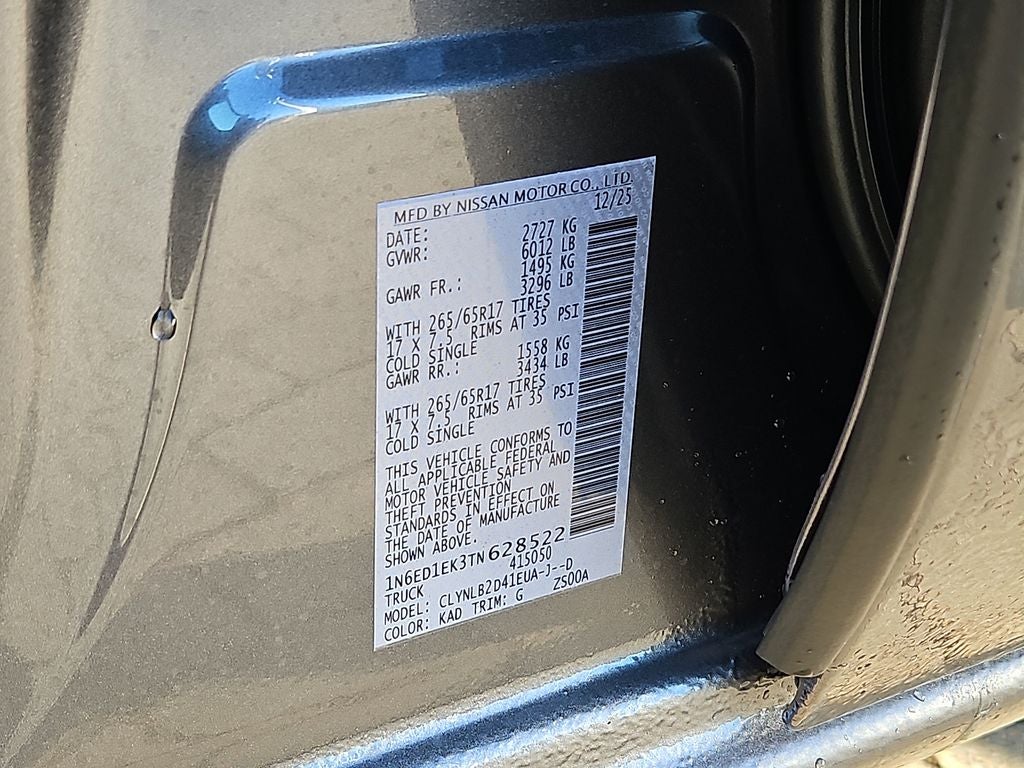 MFD BY NISSAN MOTOR CO., LTD.
DATE: 12/25
GVWR: 2727 KG
6012 LB
GAWR FR.: 1495 KG
3296 LB
WITH 265/65R17 TIRES
17 X 7.5 RIMS AT 35 PSI
COLD SINGLE
GAWR RR.: 1558 KG
3434 LB
WITH 265/65R17 TIRES
17 X 7.5 RIMS AT 35 PSI
COLD SINGLE
THIS VEHICLE CONFORMS TO
ALL APPLICABLE FEDERAL
MOTOR VEHICLE SAFETY AND
THEFT PREVENTION
STANDARDS IN EFFECT ON
THE DATE OF MANUFACTURE
SHOWN ABOVE.
1N6ED1EK3TN628522
TRUCK 415050
MODEL: CLYNLB2D41EUA-J--D
COLOR: KAD TRIM: G ZS00A